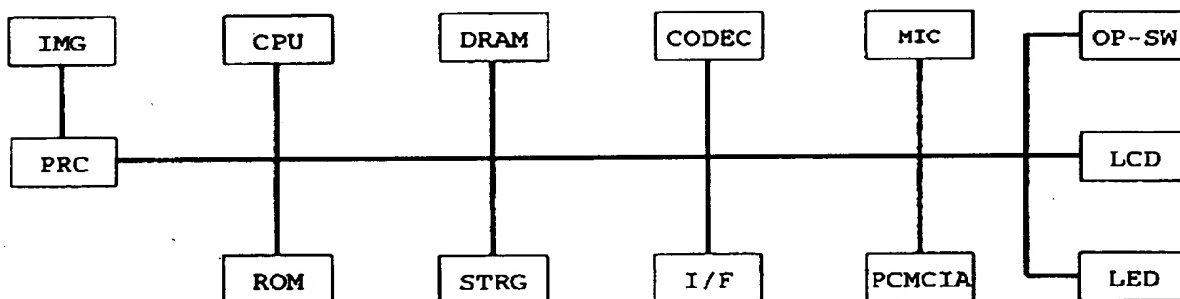 IMG
CPU
DRAM
CODEC
MIC
OP-SW
PRC
LCD
ROM
STRG
I/F
PCMCIA
LED